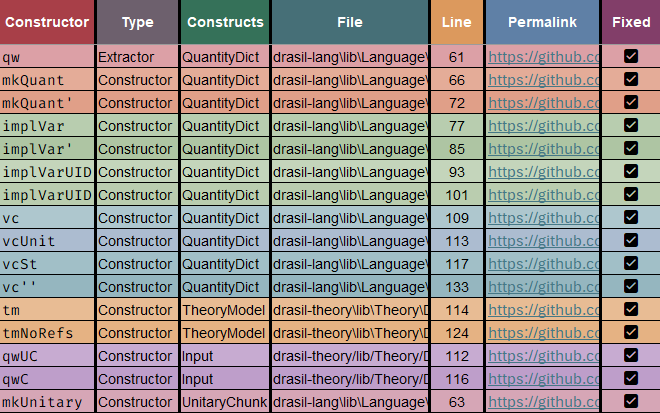 Constructor Type Constructs File Line Permalink Fixed
qw Extractor QuantityDict drasil-lang\lib\Language\ 61 https://github.co
mkQuant Constructor QuantityDict drasil-lang\lib\Language\ 66 https://github.co
mkQuant' Constructor QuantityDict drasil-lang\lib\Language\ 72 https://github.co
implVar Constructor QuantityDict drasil-lang\lib\Language\ 77 https://github.co
implVar' Constructor QuantityDict drasil-lang\lib\Language\ 85 https://github.co
implVarUID Constructor QuantityDict drasil-lang\lib\Language\ 93 https://github.co
implVarUID Constructor QuantityDict drasil-lang\lib\Language\ 101 https://github.co
vc Constructor QuantityDict drasil-lang\lib\Language\ 109 https://github.co
vcUnit Constructor QuantityDict drasil-lang\lib\Language\ 113 https://github.co
vcSt Constructor QuantityDict drasil-lang\lib\Language\ 117 https://github.co
vc'' Constructor QuantityDict drasil-lang\lib\Language\ 133 https://github.co
tm Constructor TheoryModel drasil-theory\lib\Theory\D 114 https://github.co
tmNoRefs Constructor TheoryModel drasil-theory\lib\Theory\D 124 https://github.co
qwUC Constructor Input drasil-theory/lib/Theory/D 112 https://github.co
qwC Constructor Input drasil-theory/lib/Theory/D 116 https://github.co
mkUnitary Constructor UnitaryChunk drasil-lang\lib\Language\ 63 https://github.co